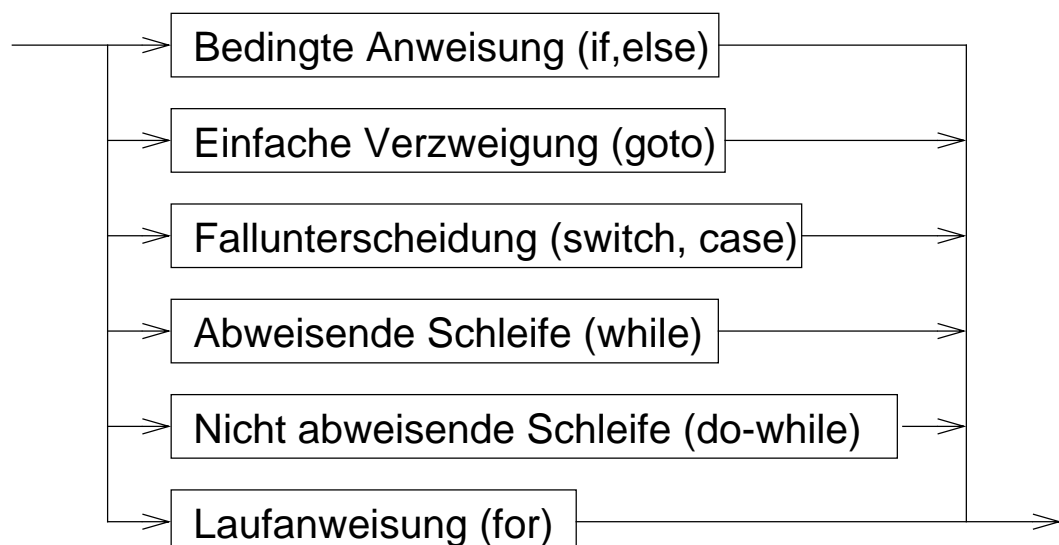 Bedingte Anweisung (if,else)
Einfache Verzweigung (goto)
Fallunterscheidung (switch, case)
Abweisende Schleife (while)
Nicht abweisende Schleife (do-while)
Laufanweisung (for)